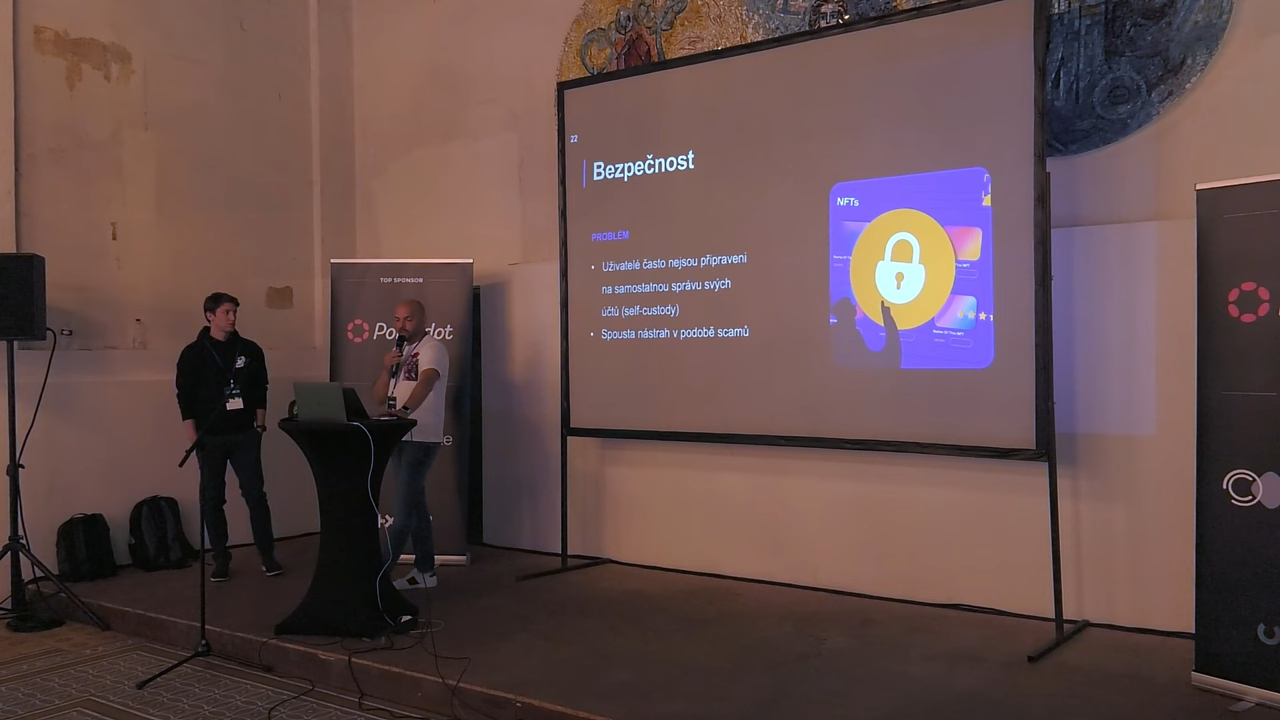 22
Bezpečnost
PROBLÉM
• Uživatelé často nejsou připraveni
na samostatnou správu svých
účtů (self-custody)
• Spousta nástrah v podobě scamů
NFTs
TOP SPONSOR